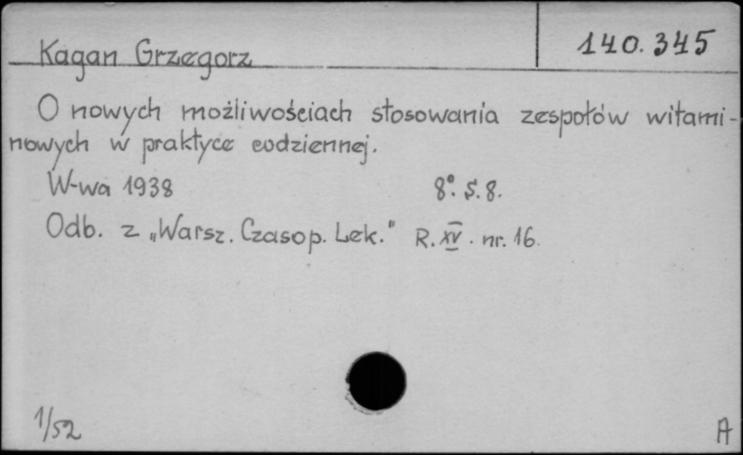 Kagan Grzegorz
140.345
O nowych możliwościach stosowania zespołów witami-
nowych w praktyce codziennej.
W-wa 1938 8°. S. 8.
Odb. z „Warsz. Czasop. Lek." R. XV. nr. 16.
1/52
A